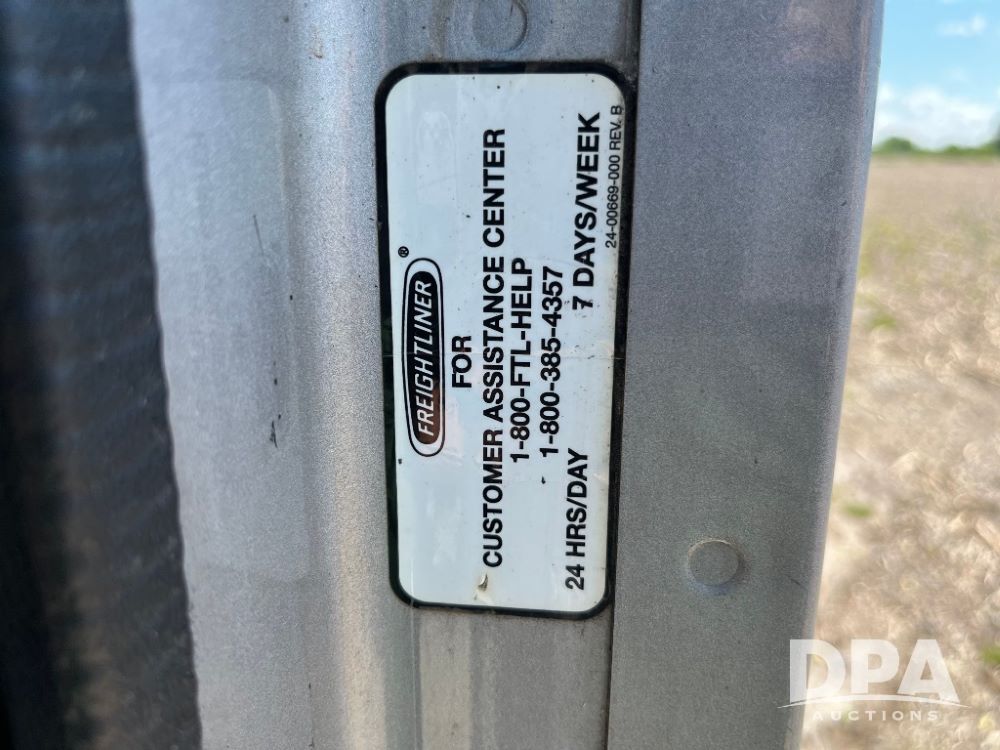 FREIGHTLINER®
FOR
CUSTOMER ASSISTANCE CENTER
1-800-FTL-HELP
1-800-385-4357
24 HRS/DAY 7 DAYS/WEEK
24-00669-000 REV. B
DPA
AUCTIONS